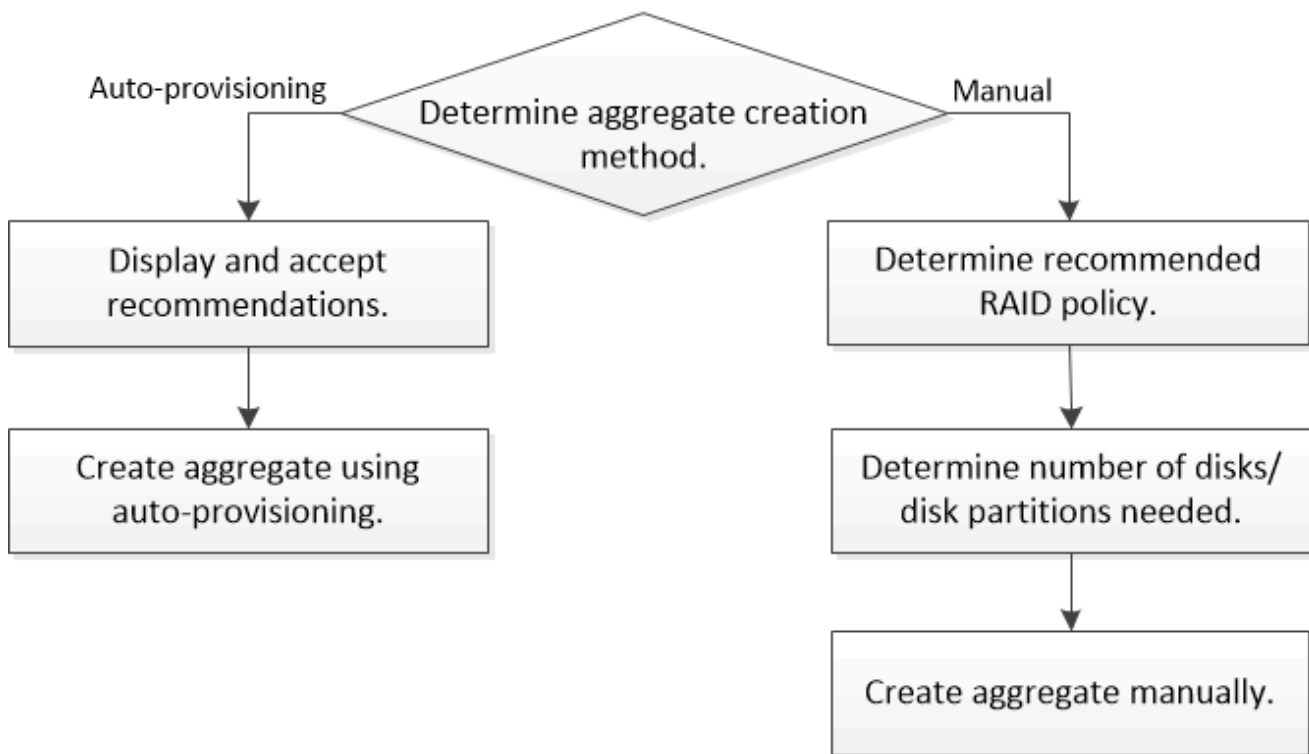 Auto-provisioning
Determine aggregate creation
method.
Manual
Display and accept
recommendations.
Create aggregate using
auto-provisioning.
Determine recommended
RAID policy.
Determine number of disks/
disk partitions needed.
Create aggregate manually.